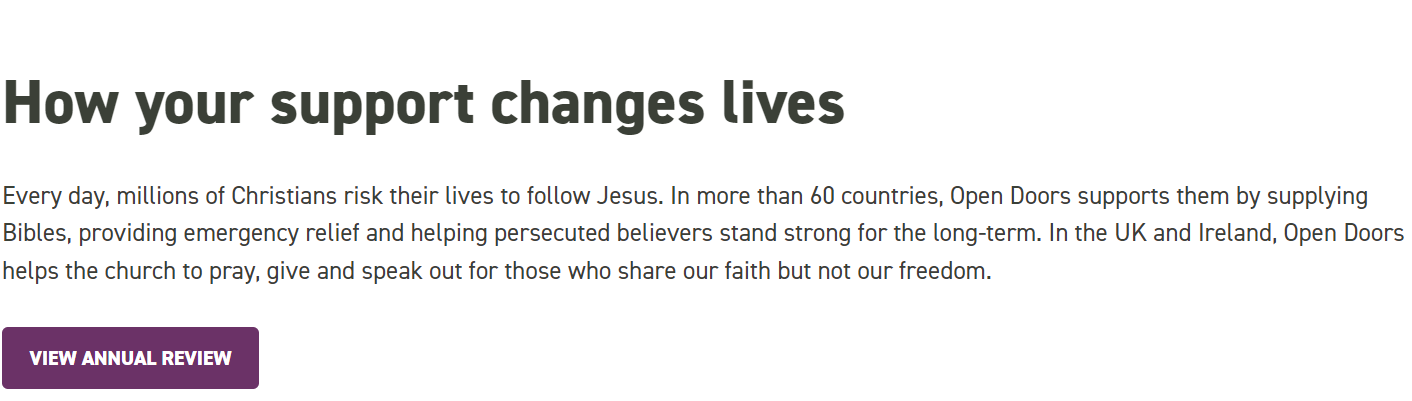 How your support changes lives
Every day, millions of Christians risk their lives to follow Jesus. In more than 60 countries, Open Doors supports them by supplying
Bibles, providing emergency relief and helping persecuted believers stand strong for the long-term. In the UK and Ireland, Open Doors
helps the church to pray, give and speak out for those who share our faith but not our freedom.
VIEW ANNUAL REVIEW